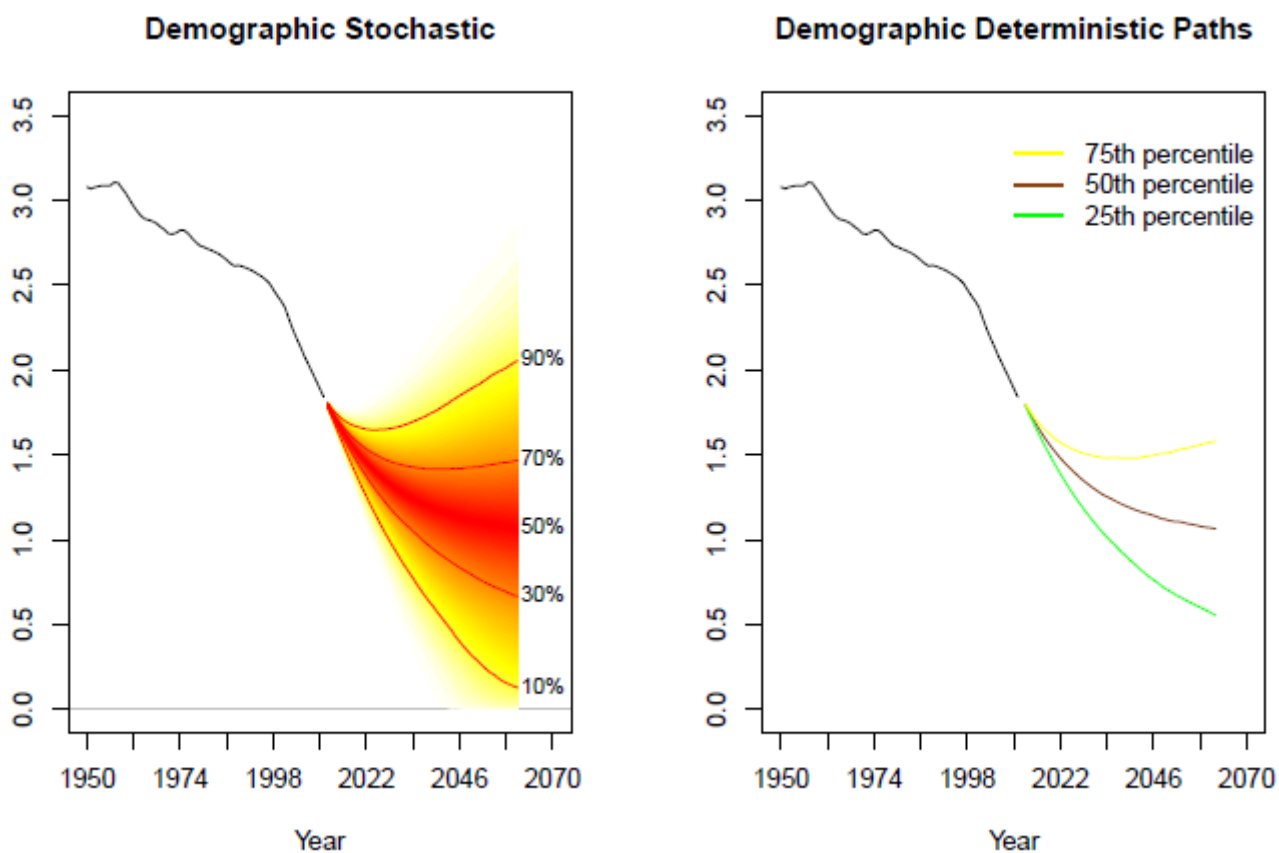 Demographic Stochastic
3.5
3.0
2.5
2.0
1.5
1.0
0.5
0.0
90%
70%
50%
30%
10%
1950 1974 1998 2022 2046 2070
Year
Demographic Deterministic Paths
3.5
3.0
2.5
2.0
1.5
1.0
0.5
0.0
75th percentile
50th percentile
25th percentile
1950 1974 1998 2022 2046 2070
Year